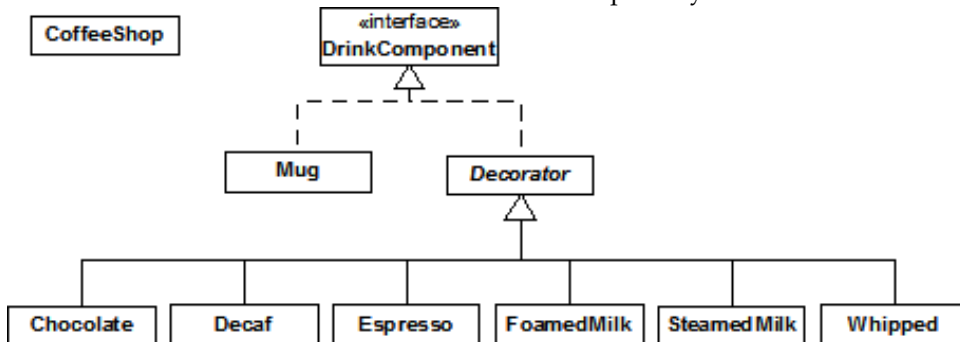 CoffeeShop
«interface»
DrinkComponent
Mug
Decorator
Chocolate
Decaf
Espresso
FoamedMilk
SteamedMilk
Whipped